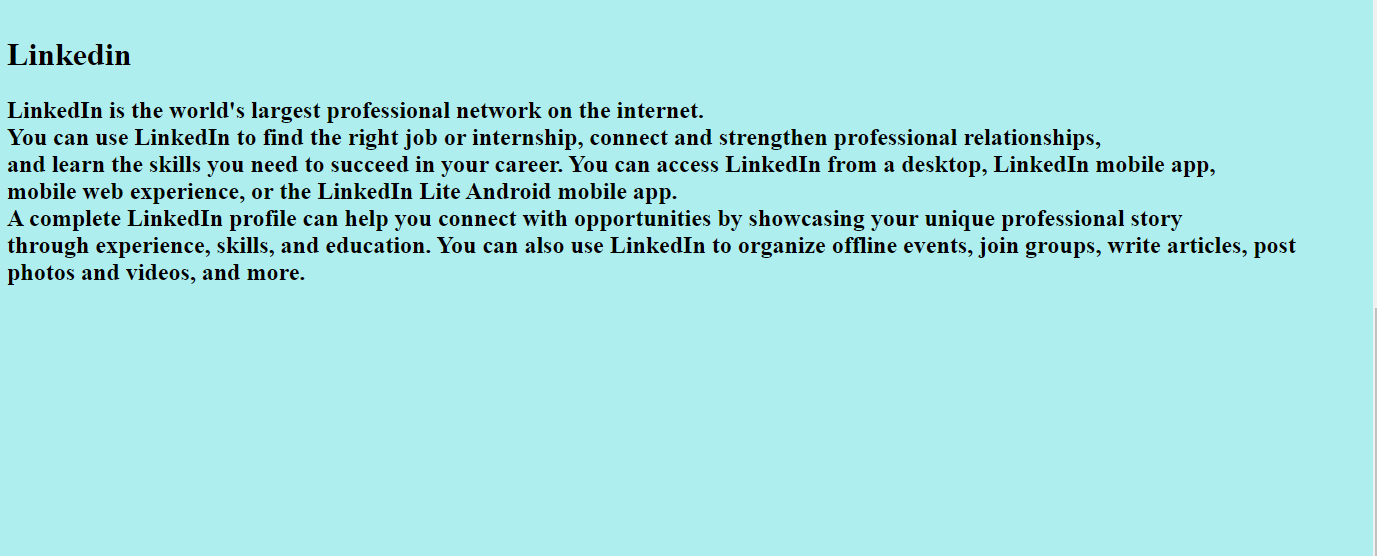 Linkedin
LinkedIn is the world's largest professional network on the internet.
You can use LinkedIn to find the right job or internship, connect and strengthen professional relationships,
and learn the skills you need to succeed in your career. You can access LinkedIn from a desktop, LinkedIn mobile app,
mobile web experience, or the LinkedIn Lite Android mobile app.
A complete LinkedIn profile can help you connect with opportunities by showcasing your unique professional story
through experience, skills, and education. You can also use LinkedIn to organize offline events, join groups, write articles, post
photos and videos, and more.